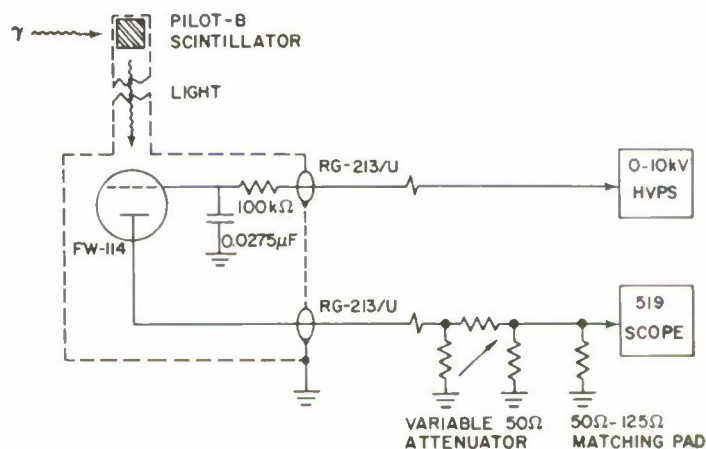 γ
PILOT-B
SCINTILLATOR
LIGHT
RG-213/U
0-10kV
HVPS
100kΩ
0.0275μF
FW-114
RG-213/U
519
SCOPE
VARIABLE 50Ω
ATTENUATOR
50Ω-125Ω
MATCHING PAD